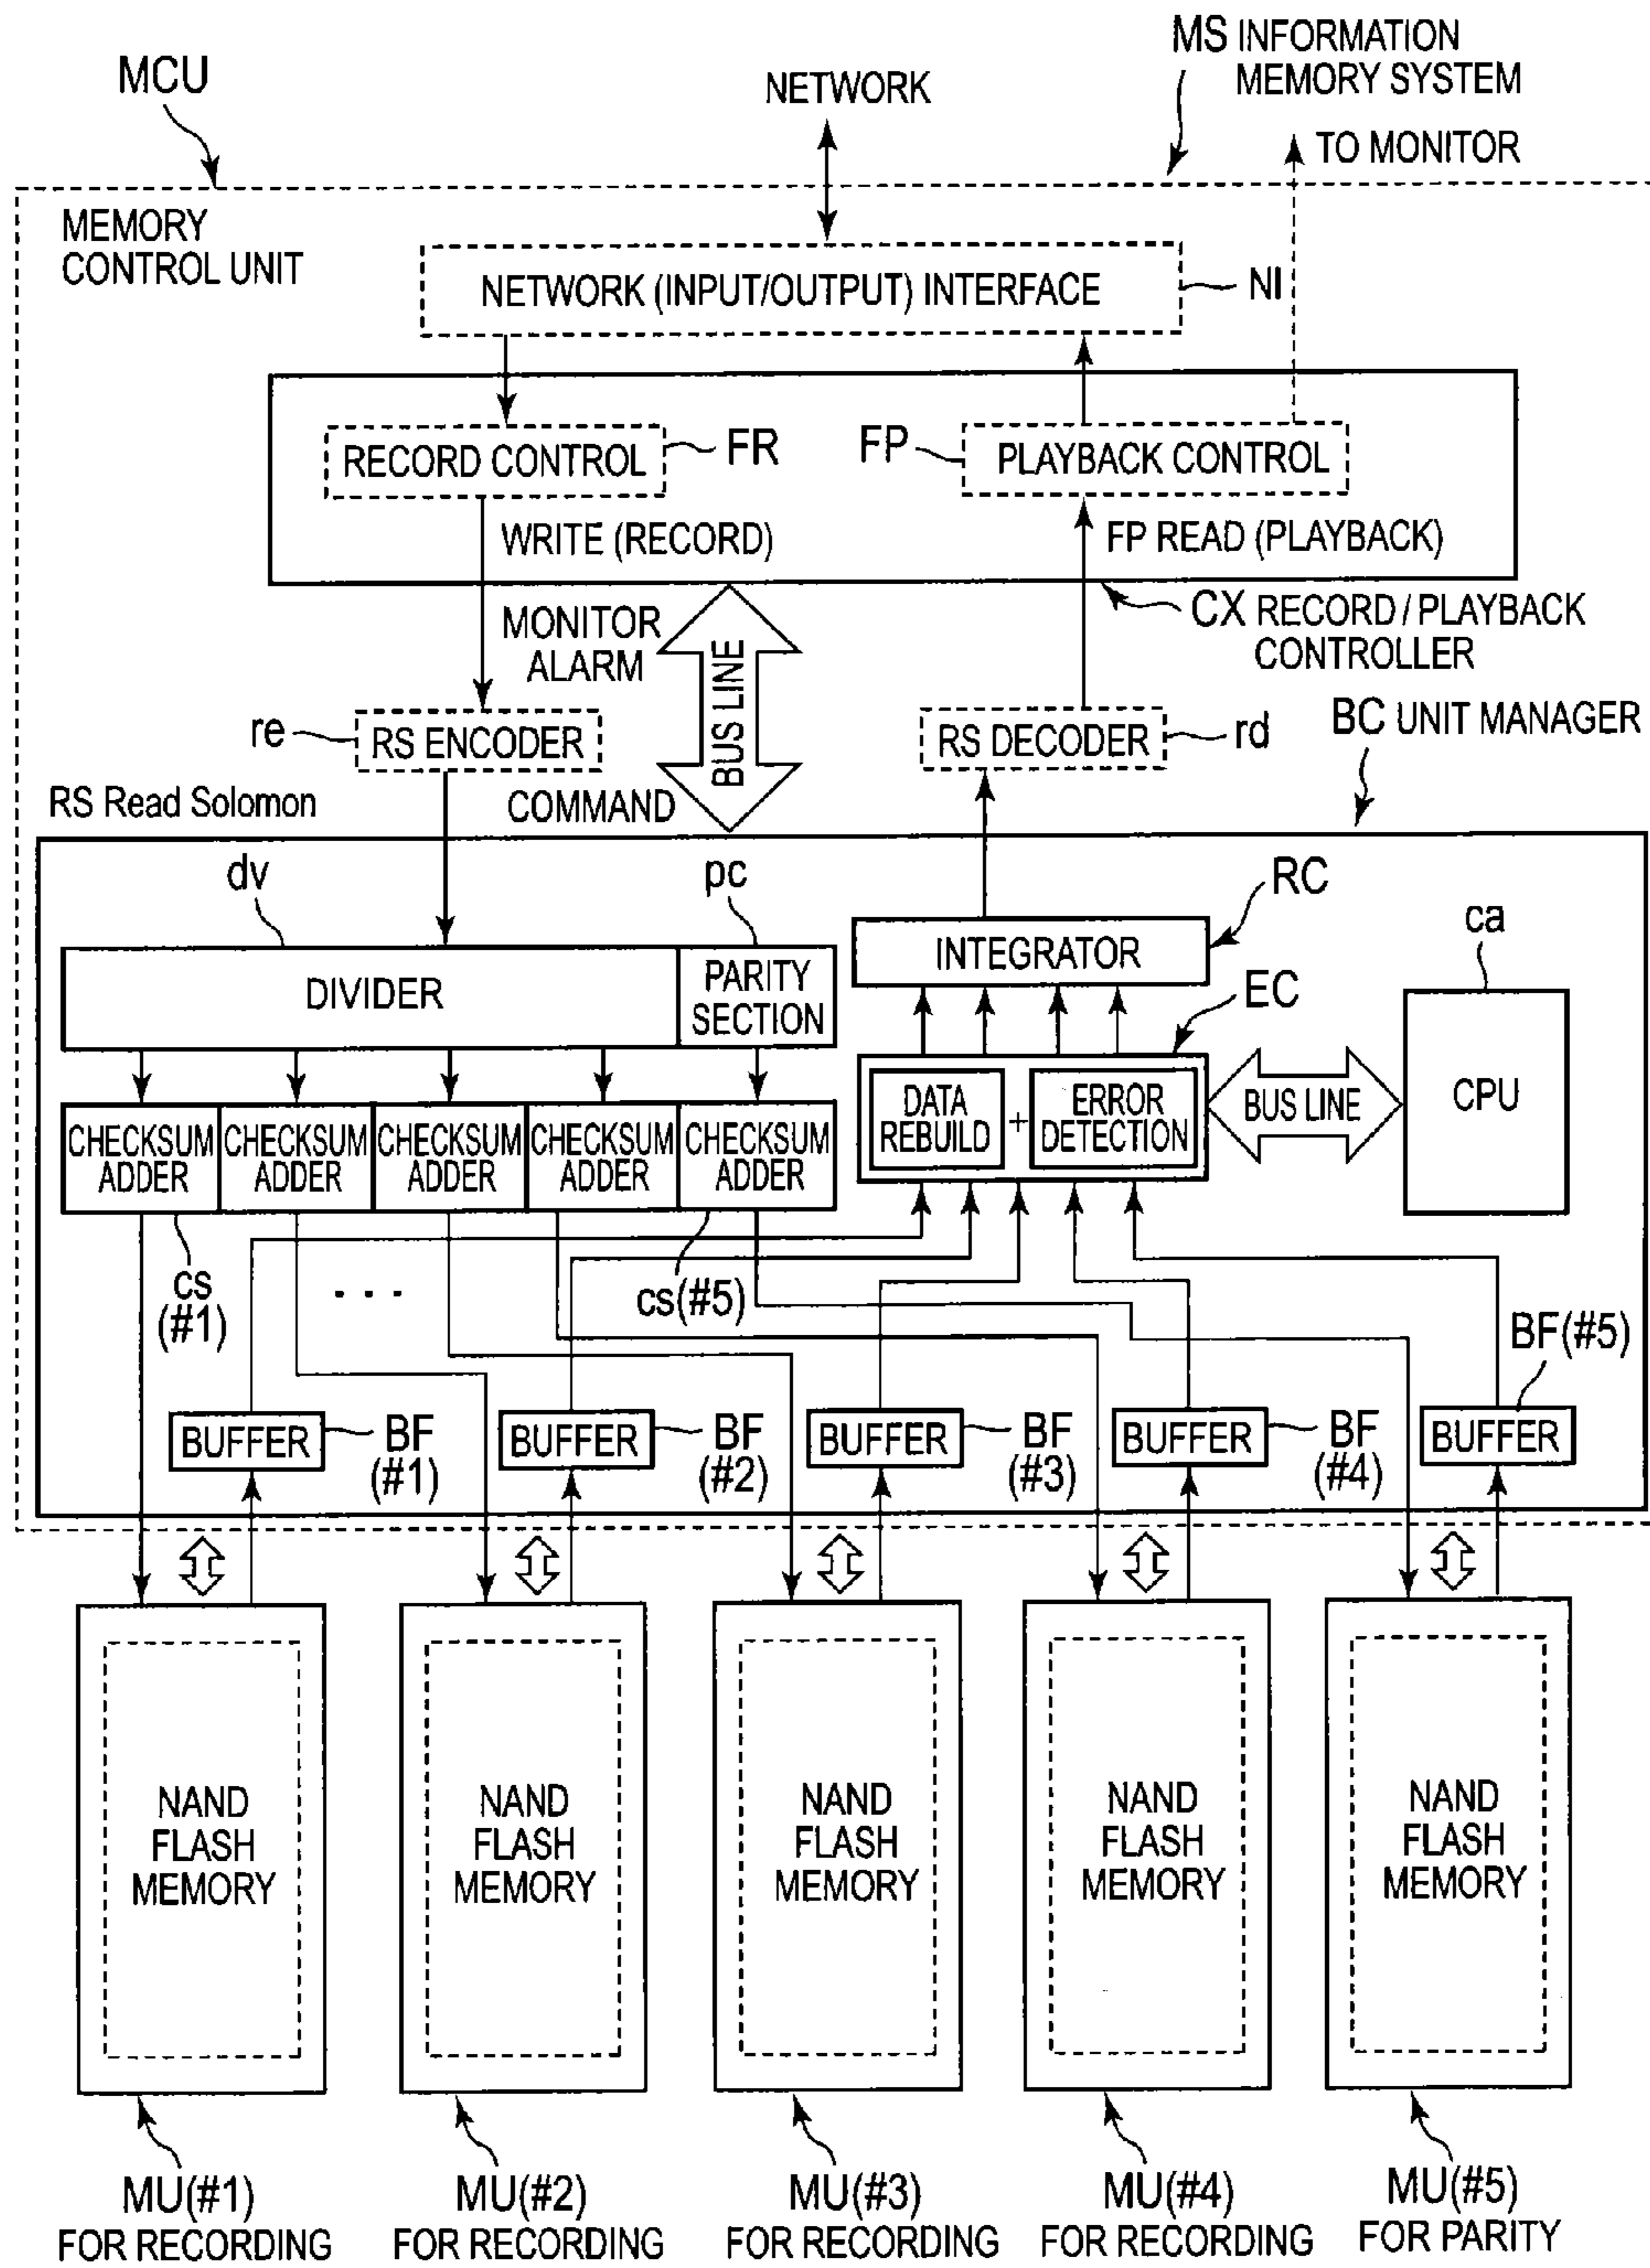 MS INFORMATION
MEMORY SYSTEM
MCU
NETWORK
TO MONITOR
MEMORY
CONTROL UNIT
NETWORK (INPUT/OUTPUT) INTERFACE
NI
RECORD CONTROL
FR
FP
PLAYBACK CONTROL
WRITE (RECORD)
FP READ (PLAYBACK)
MONITOR
ALARM
BUS LINE
CX RECORD/PLAYBACK
CONTROLLER
re
RS ENCODER
RS DECODER
rd
BC UNIT MANAGER
RS Read Solomon
COMMAND
dv
pc
RC
ca
DIVIDER
PARITY
SECTION
INTEGRATOR
EC
CHECKSUM
ADDER
CHECKSUM
ADDER
CHECKSUM
ADDER
CHECKSUM
ADDER
CHECKSUM
ADDER
DATA
REBUILD
+
ERROR
DETECTION
BUS LINE
CPU
cs
(#1)
. . .
cs(#5)
BF(#5)
BUFFER
BF
(#1)
BUFFER
BF
(#2)
BUFFER
BF
(#3)
BUFFER
BF
(#4)
BUFFER
NAND
FLASH
MEMORY
NAND
FLASH
MEMORY
NAND
FLASH
MEMORY
NAND
FLASH
MEMORY
NAND
FLASH
MEMORY
MU(#1)
FOR RECORDING
MU(#2)
FOR RECORDING
MU(#3)
FOR RECORDING
MU(#4)
FOR RECORDING
MU(#5)
FOR PARITY